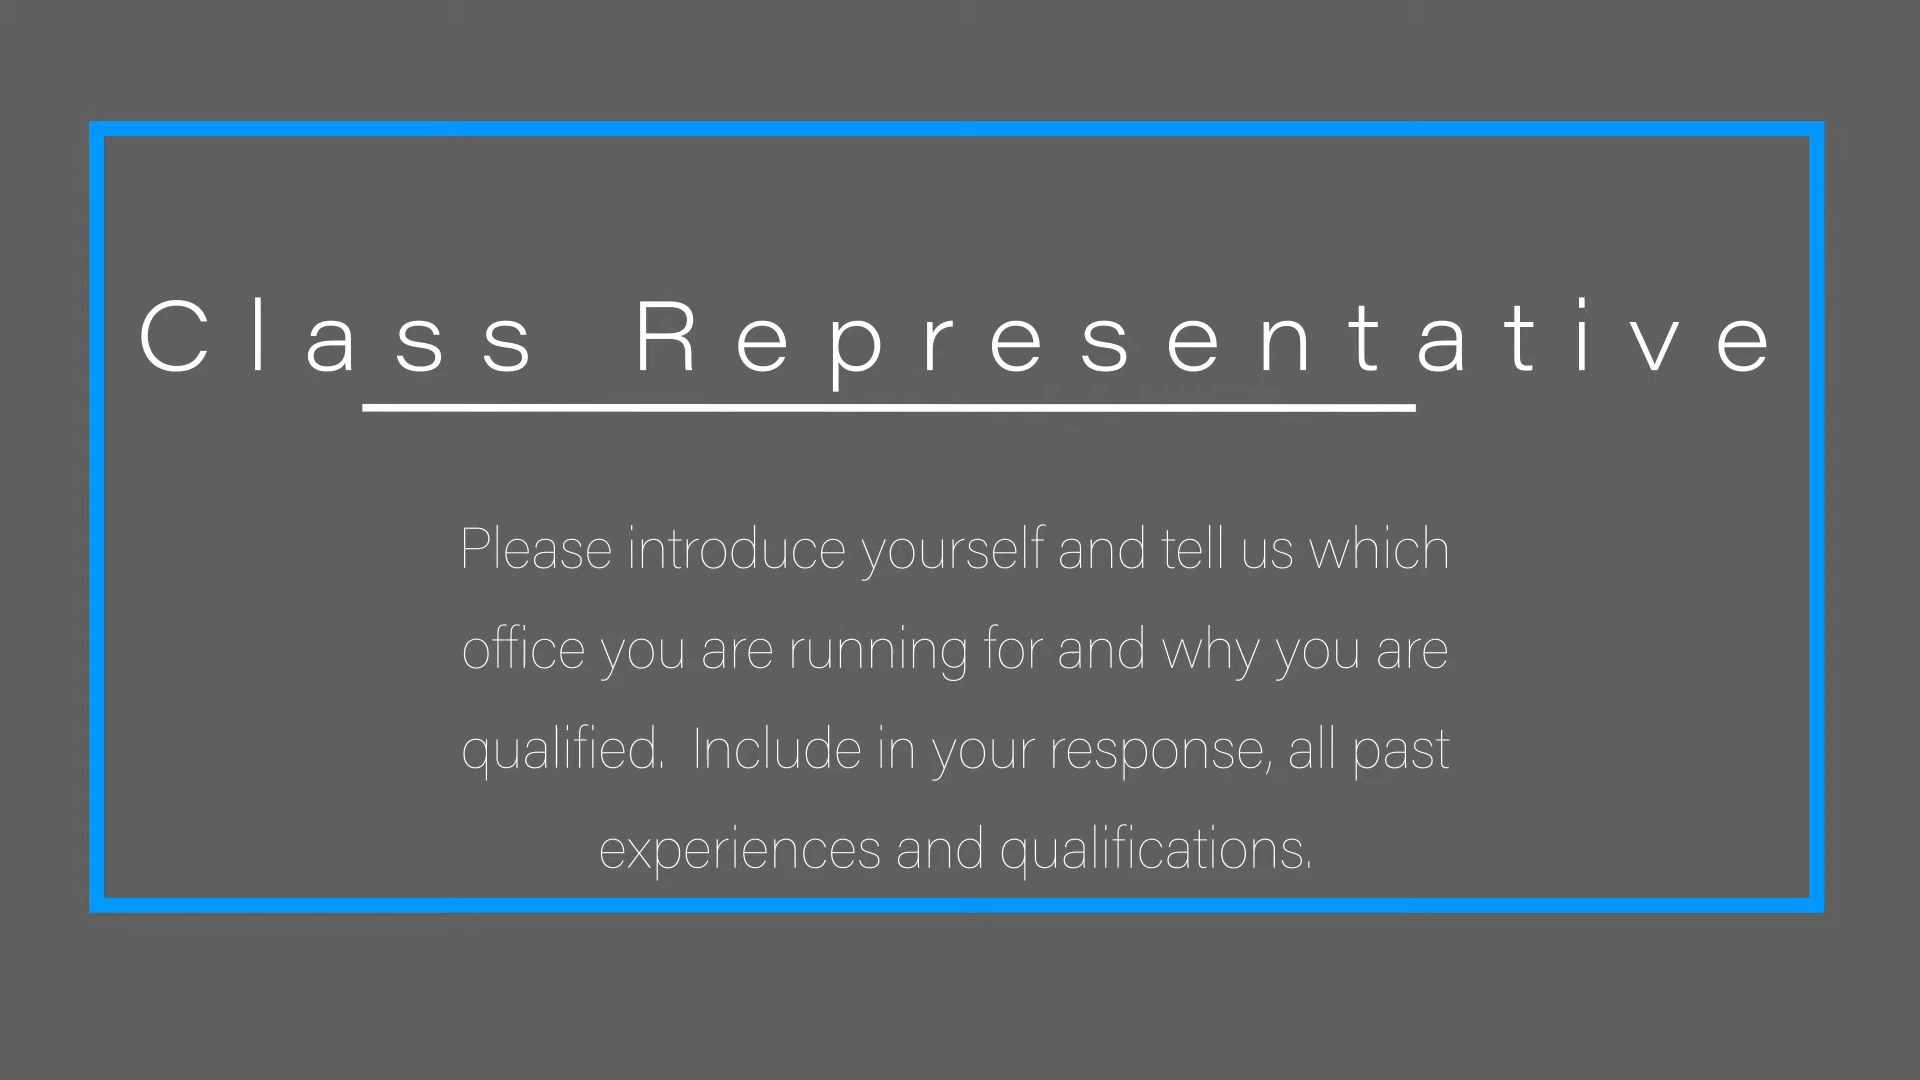 Class Representative
Please introduce yourself and tell us which
office you are running for and why you are
qualified.  Include in your response, all past
experiences and qualifications.